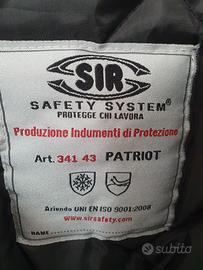 SIR
SAFETY SYSTEM®
PROTEGGE CHI LAVORA
Produzione Indumenti di Protezione
Art. 341 43 PATRIOT
Azienda UNI EN ISO 9001:2008
www.sirsafety.com
NAME
subito